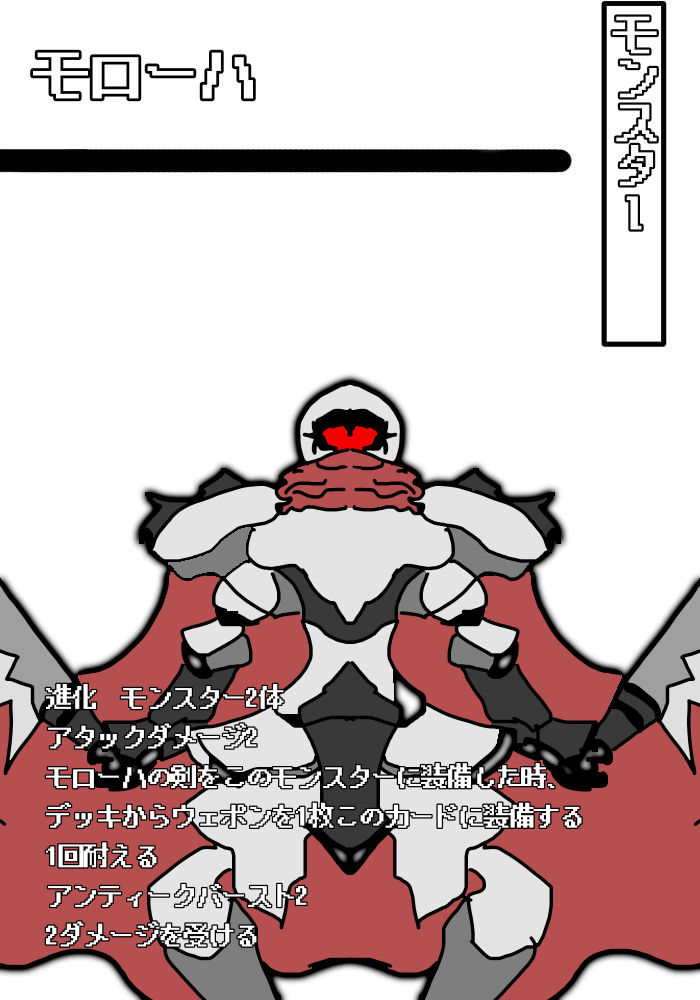 モローハ
モンスター
進化　モンスター2体
アタックダメージ2
モローハの剣をこのモンスターに装備した時、
デッキからウェポンを1枚このカードに装備する
1回耐える
アンティークバースト2
2ダメージを受ける